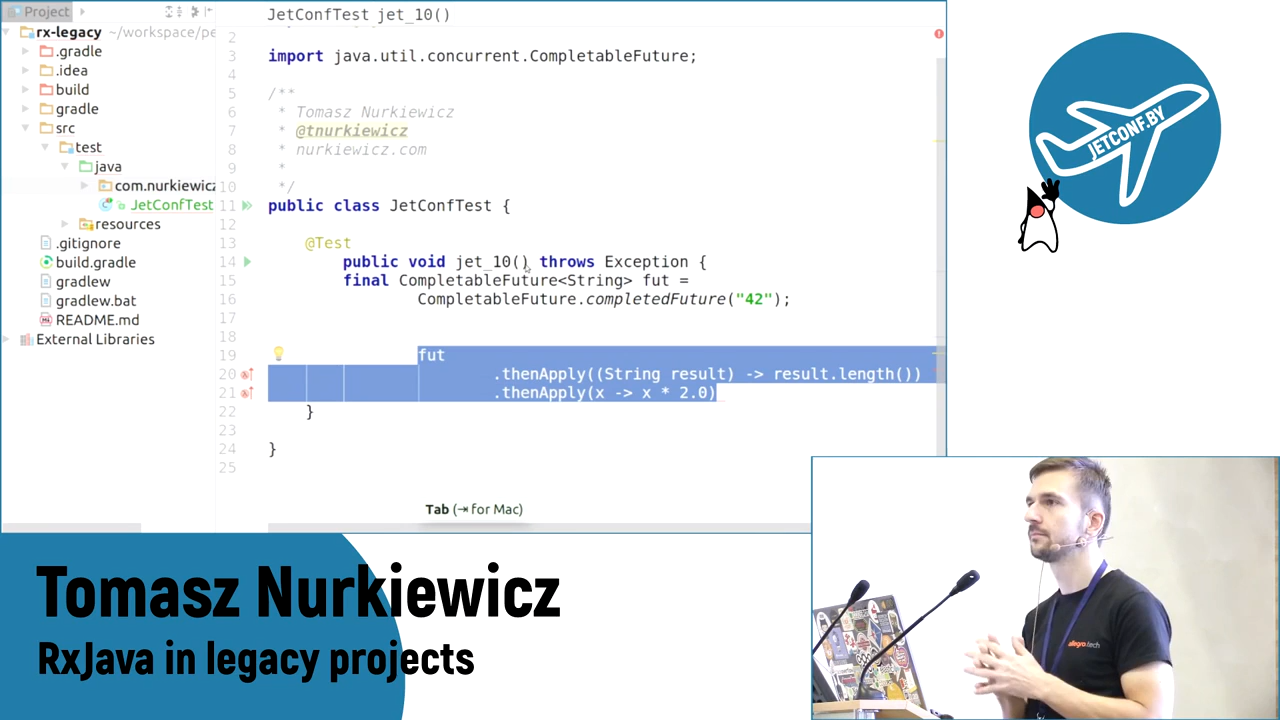 Project
JetConfTest jet_10()
rx-legacy ~/workspace/pe
.gradle
.idea
build
gradle
src
test
java
com.nurkiewicz
JetConfTest
resources
.gitignore
build.gradle
gradlew
gradlew.bat
README.md
External Libraries
2
3 import java.util.concurrent.CompletableFuture;
4
5 /**
6 * Tomasz Nurkiewicz
7 * @tnurkiewicz
8 * nurkiewicz.com
9 *
10 */
11 public class JetConfTest {
12
13 @Test
14 public void jet_10() throws Exception {
15 final CompletableFuture<String> fut =
16 CompletableFuture.completedFuture("42");
17
18
19 fut
20 .thenApply((String result) -> result.length())
21 .thenApply(x -> x * 2.0)
22 }
23
24 }
25
Tab (⇥ for Mac)
JETCONF.BY
allegro.tech
Tomasz Nurkiewicz
RxJava in legacy projects